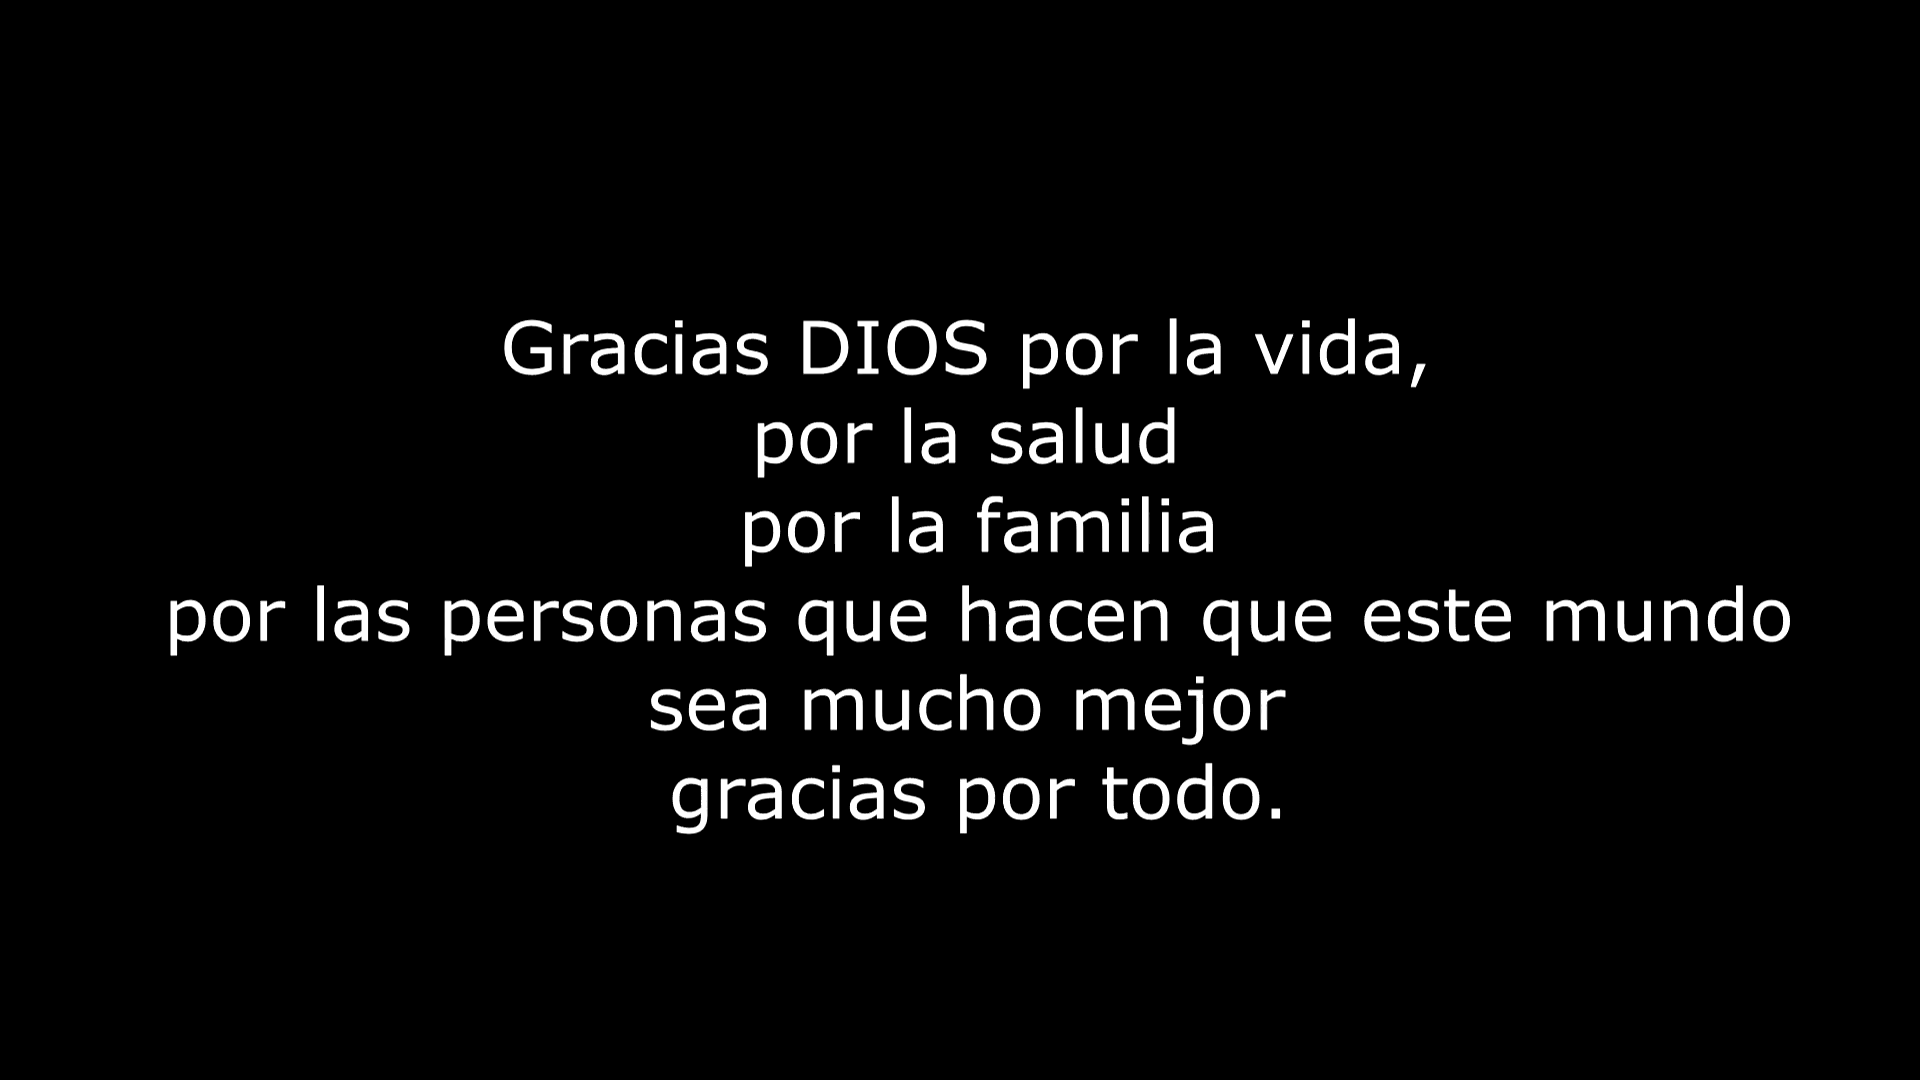 Gracias DIOS por la vida,
por la salud
por la familia
por las personas que hacen que este mundo
sea mucho mejor
gracias por todo.